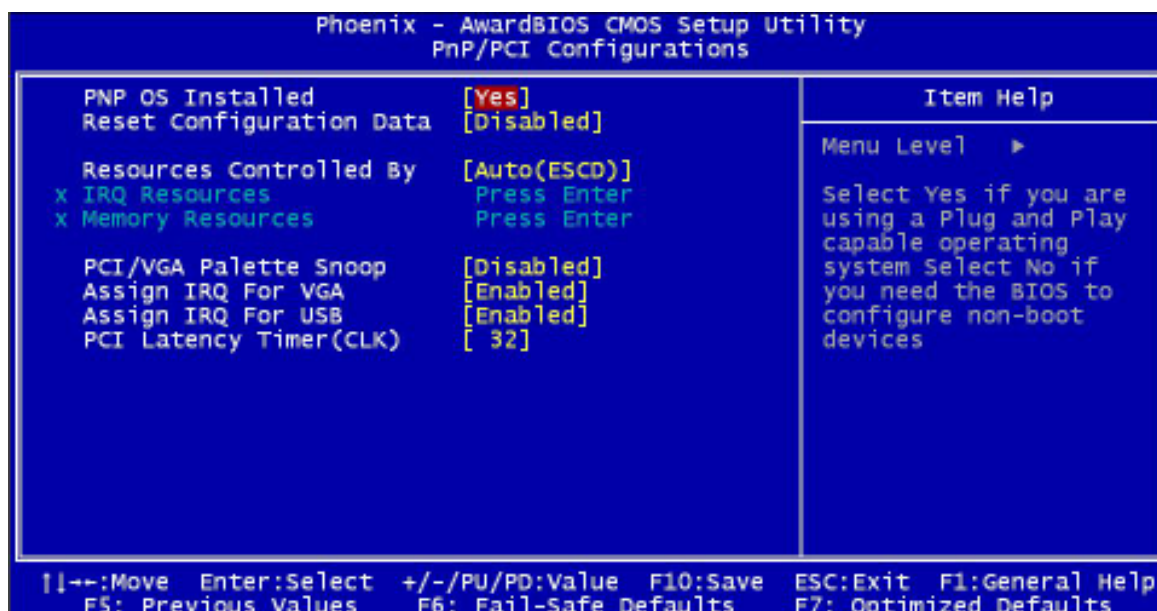 Phoenix - AwardBIOS CMOS Setup Utility
PnP/PCI Configurations
PNP OS Installed [Yes]
Reset Configuration Data [Disabled]
Resources Controlled By [Auto(ESCD)]
x IRQ Resources Press Enter
x Memory Resources Press Enter
PCI/VGA Palette Snoop [Disabled]
Assign IRQ For VGA [Enabled]
Assign IRQ For USB [Enabled]
PCI Latency Timer(CLK) [ 32]
Item Help
Menu Level ►
Select Yes if you are
using a Plug and Play
capable operating
system Select No if
you need the BIOS to
configure non-boot
devices
↑↓→←:Move Enter:Select +/-/PU/PD:Value F10:Save ESC:Exit F1:General Help
F5: Previous Values F6: Fail-Safe Defaults F7: Optimized Defaults